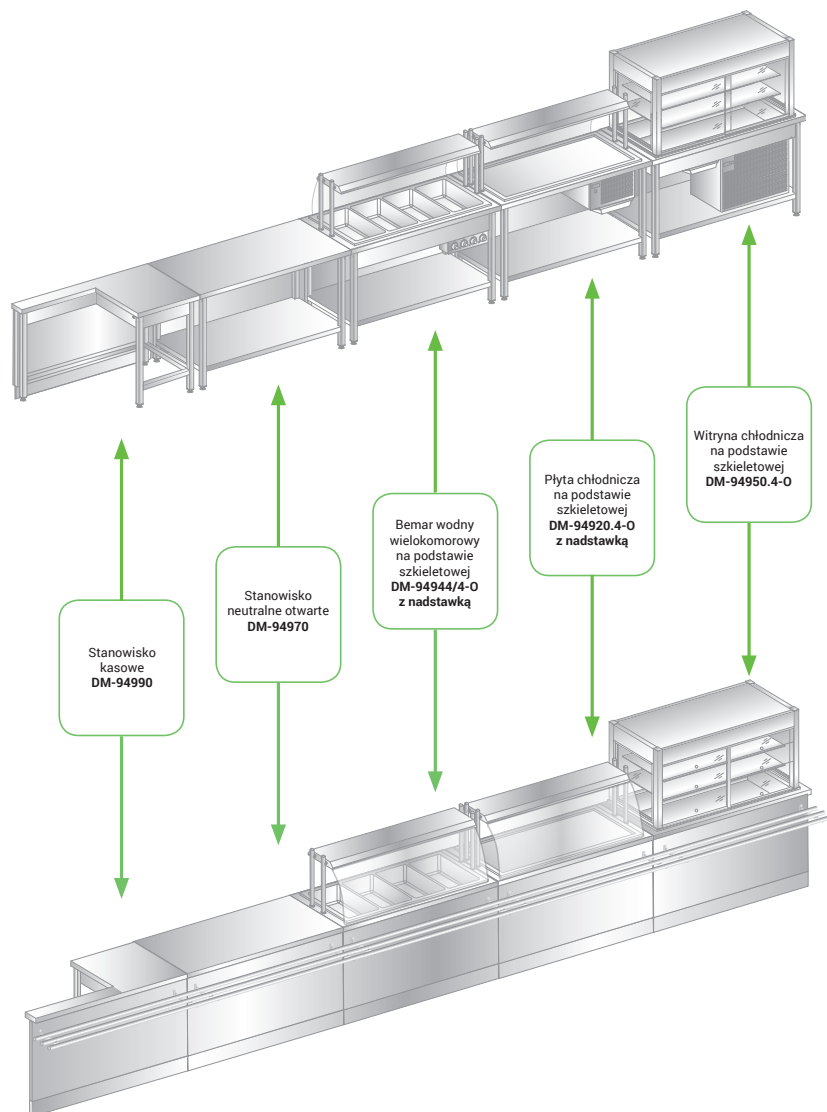 Witryna chłodnicza
na podstawie
szkieletowej
DM-94950.4-O
Płyta chłodnicza
na podstawie
szkieletowej
DM-94920.4-O
z nadstawką
Bemar wodny
wielokomorowy
na podstawie
szkieletowej
DM-94944/4-O
z nadstawką
Stanowisko
neutralne otwarte
DM-94970
Stanowisko
kasowe
DM-94990